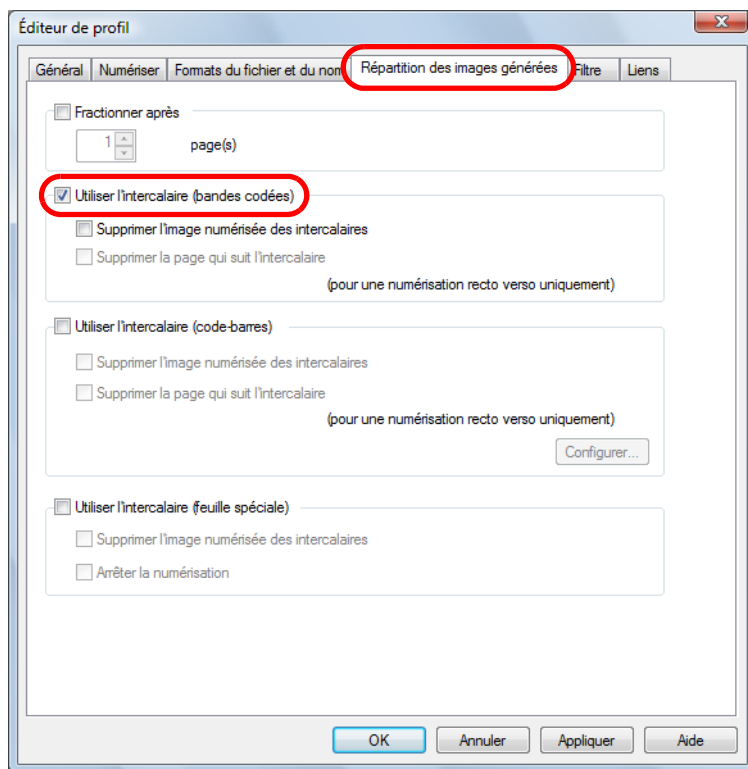 Éditeur de profil
Général Numériser Formats du fichier et du nom Répartition des images générées Filtre Liens
Fractionner après
1 page(s)
Utiliser l'intercalaire (bandes codées)
Supprimer l'image numérisée des intercalaires
Supprimer la page qui suit l'intercalaire
(pour une numérisation recto verso uniquement)
Utiliser l'intercalaire (code-barres)
Supprimer l'image numérisée des intercalaires
Supprimer la page qui suit l'intercalaire
(pour une numérisation recto verso uniquement)
Configurer...
Utiliser l'intercalaire (feuille spéciale)
Supprimer l'image numérisée des intercalaires
Arrêter la numérisation
OK Annuler Appliquer Aide